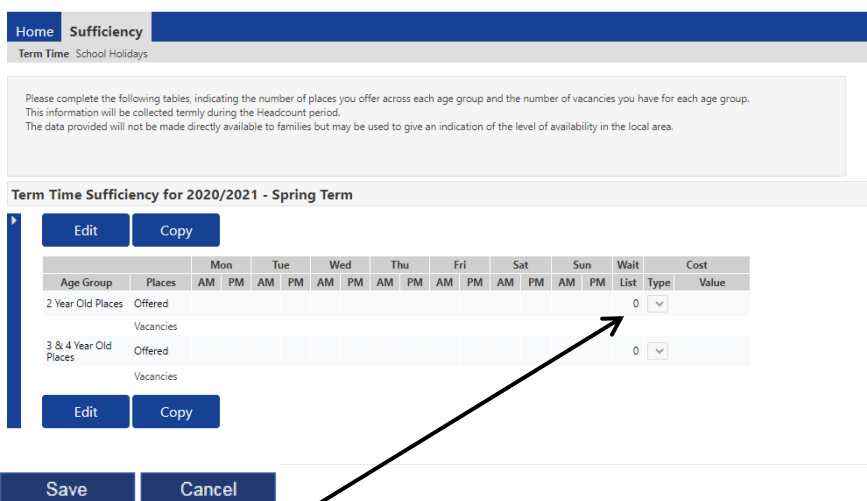 Home Sufficiency
Term Time School Holidays
Please complete the following tables, indicating the number of places you offer across each age group and the number of vacancies you have for each age group.
This information will be collected termly during the Headcount period.
The data provided will not be made directly available to families but may be used to give an indication of the level of availability in the local area.
Term Time Sufficiency for 2020/2021 - Spring Term
Edit Copy
Mon Tue Wed Thu Fri Sat Sun Wait Cost
Age Group Places AM PM AM PM AM PM AM PM AM PM AM PM AM PM List Type Value
2 Year Old Places Offered 0
Vacancies
3 & 4 Year Old
Places Offered 0
Vacancies
Edit Copy
Save Cancel